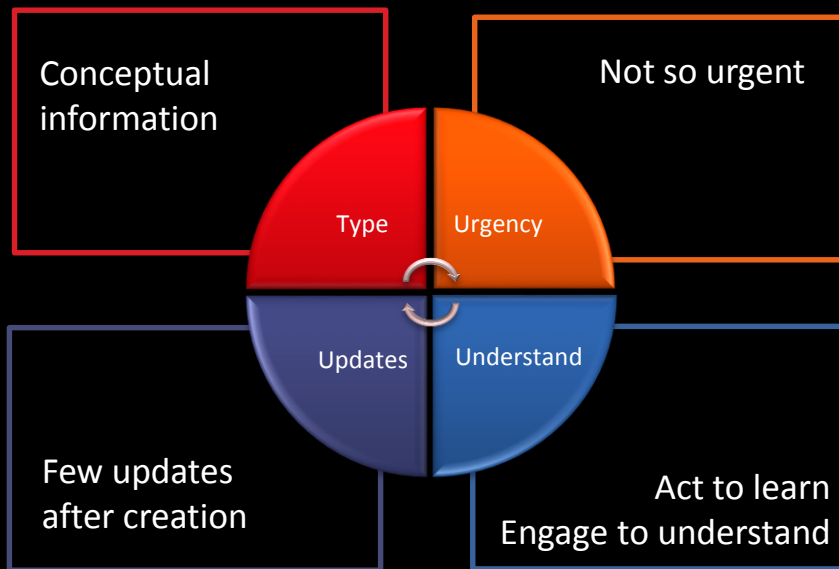 Conceptual
information
Not so urgent
Type
Urgency
Updates
Understand
Few updates
after creation
Act to learn
Engage to understand